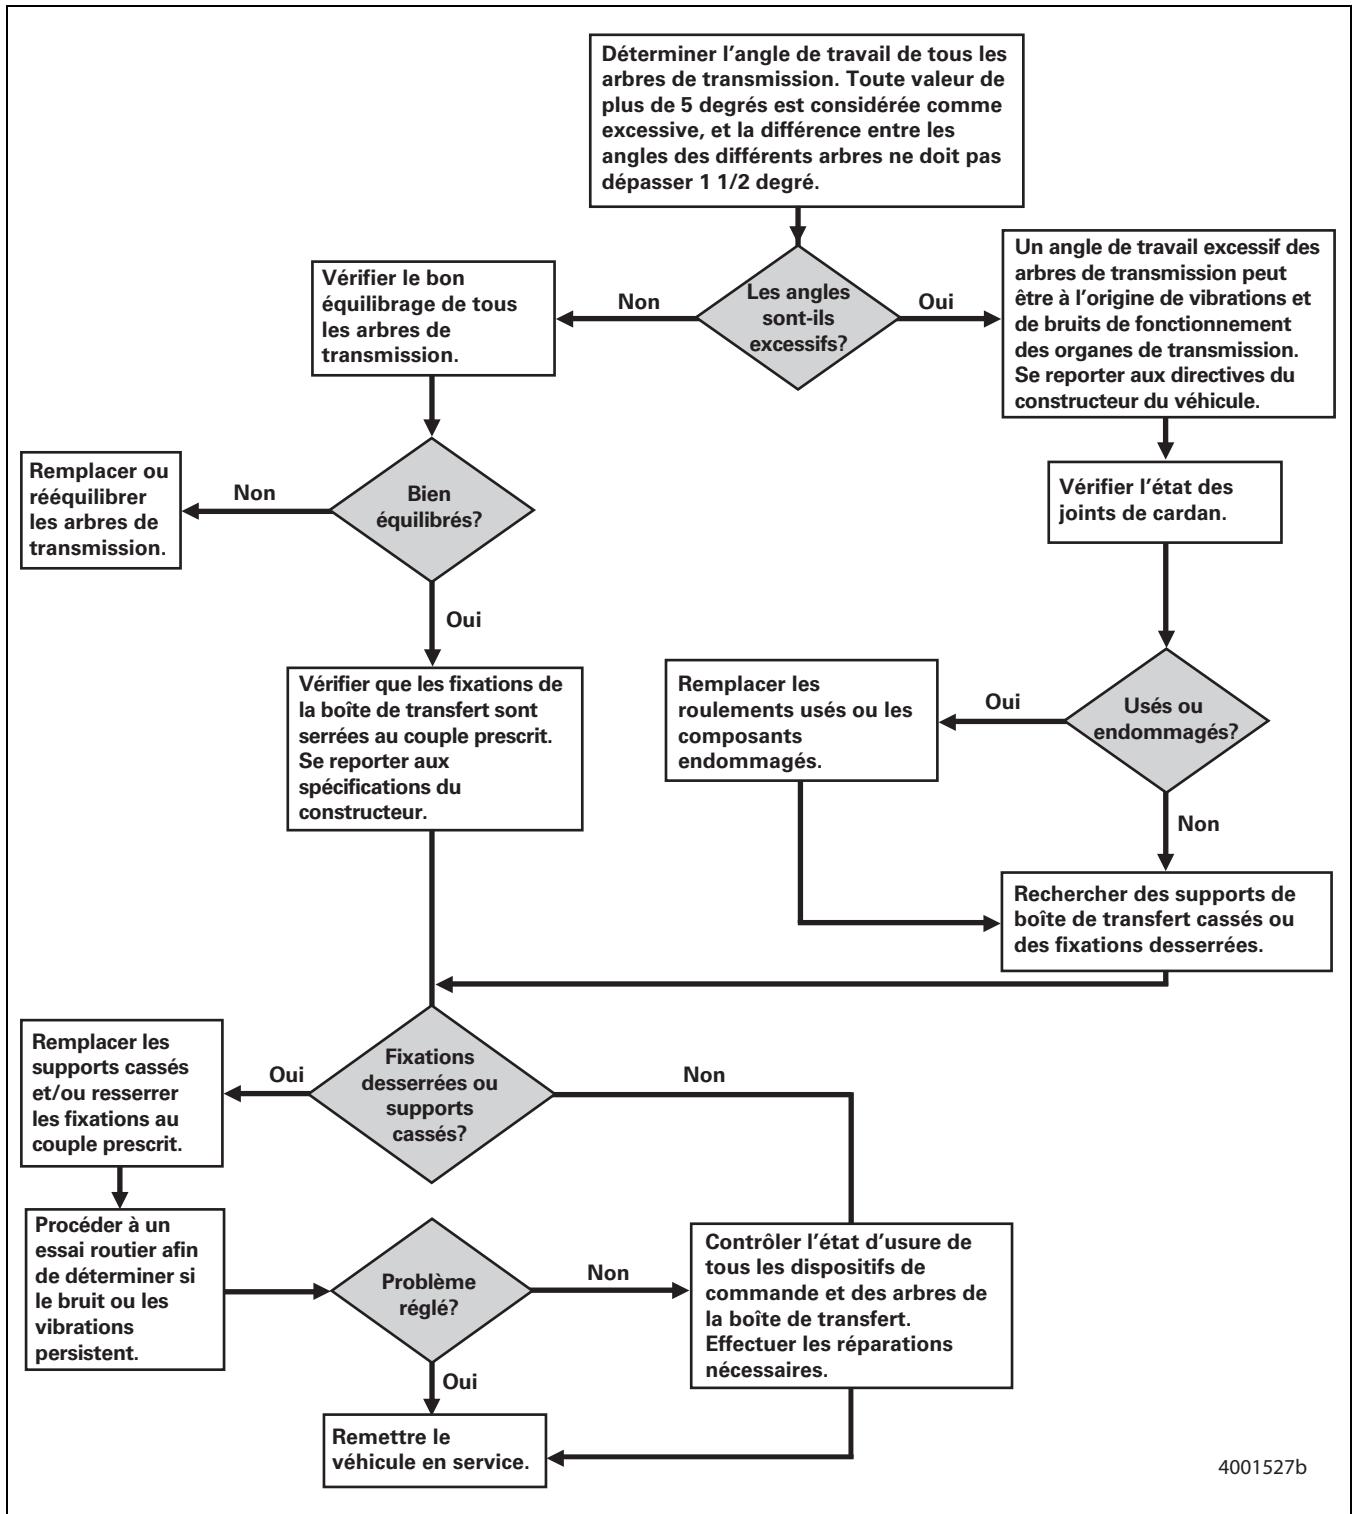 Déterminer l'angle de travail de tous les
arbres de transmission. Toute valeur de
plus de 5 degrés est considérée comme
excessive, et la différence entre les
angles des différents arbres ne doit pas
dépasser 1 1/2 degré.
Les angles
sont-ils
excessifs?
Non
Oui
Vérifier le bon
équilibrage de tous
les arbres de
transmission.
Un angle de travail excessif des
arbres de transmission peut
être à l'origine de vibrations et
de bruits de fonctionnement
des organes de transmission.
Se reporter aux directives du
constructeur du véhicule.
Bien
équilibrés?
Non
Remplacer ou
rééquilibrer
les arbres de
transmission.
Vérifier l'état des
joints de cardan.
Oui
Vérifier que les fixations de
la boîte de transfert sont
serrées au couple prescrit.
Se reporter aux
spécifications du
constructeur.
Usés ou
endommagés?
Oui
Remplacer les
roulements usés ou les
composants
endommagés.
Non
Rechercher des supports de
boîte de transfert cassés ou
des fixations desserrées.
Fixations
desserrées ou
supports
cassés?
Oui
Non
Remplacer les
supports cassés
et/ou resserrer
les fixations au
couple prescrit.
Procéder à un
essai routier afin
de déterminer si
le bruit ou les
vibrations
persistent.
Problème
réglé?
Non
Contrôler l'état d'usure de
tous les dispositifs de
commande et des arbres de
la boîte de transfert.
Effectuer les réparations
nécessaires.
Oui
Remettre le
véhicule en service.
4001527b